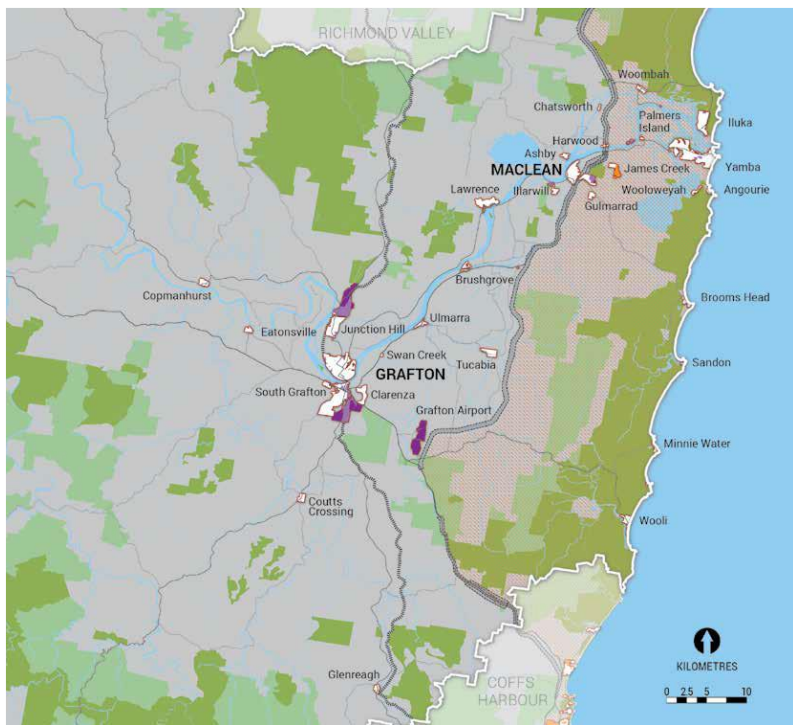 RICHMOND VALLEY
Woombah
Chatsworth
Palmers
Island
Iluka
Harwood
Ashby
MACLEAN
James Creek
Yamba
Lawrence
Illarwill
Wooloweyah
Angourie
Gulmarrad
Copmanhurst
Brushgrove
Brooms Head
Eatonsville
Junction Hill
Ulmarra
Swan Creek
Tucabia
Sandon
GRAFTON
South Grafton
Clarenza
Grafton Airport
Minnie Water
Coutts
Crossing
Wooli
Glenreagh
COFFS
HARBOUR
KILOMETRES
0 2.5 5 10